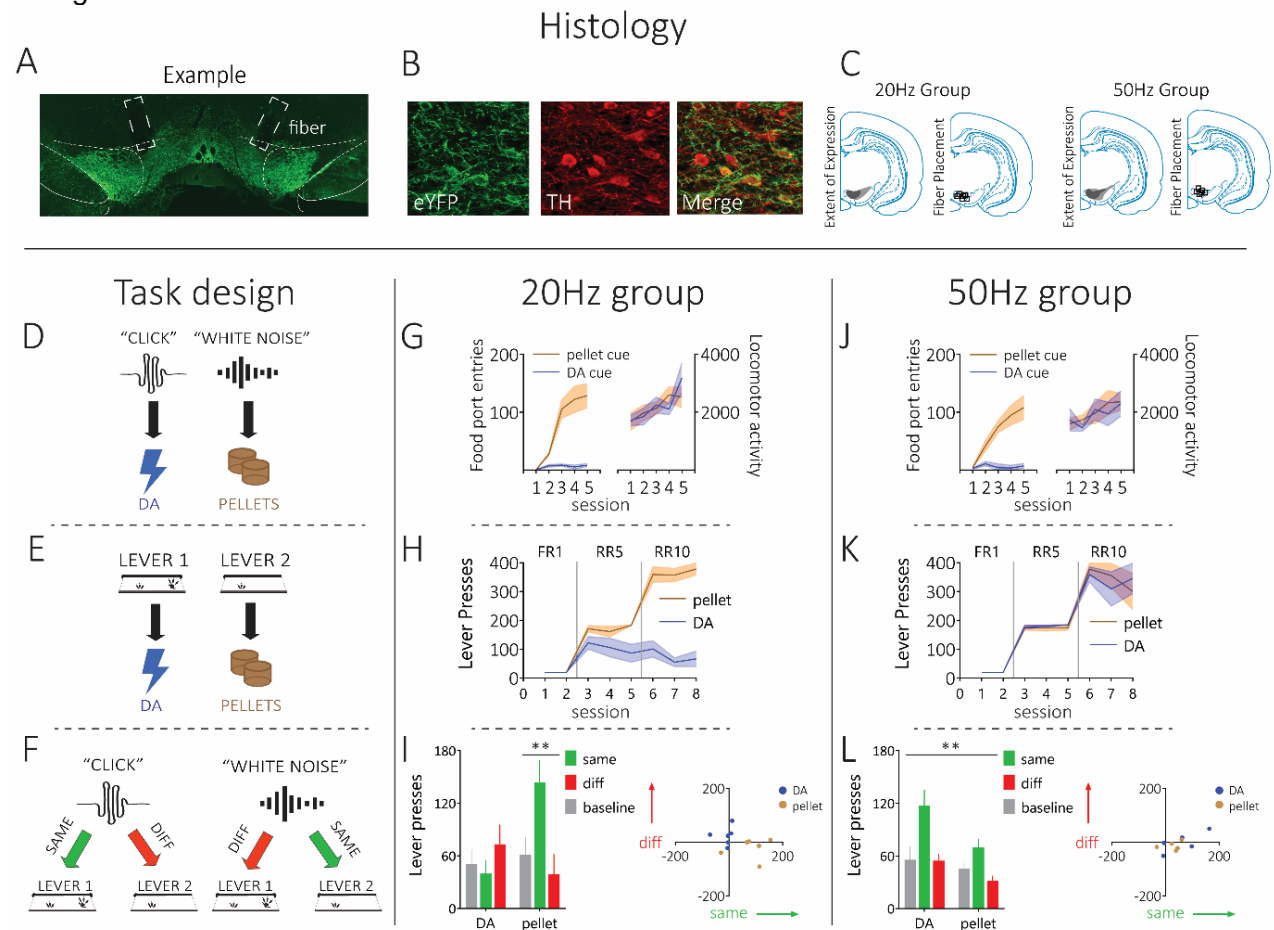 Histology
A
Example
fiber
B
eYFP
TH
Merge
C
20Hz Group
50Hz Group
Extent of Expression
Fiber Placement
Extent of Expression
Fiber Placement
Task design
20Hz group
50Hz group
D
"CLICK" "WHITE NOISE"
DA PELLETS
E
LEVER 1 LEVER 2
DA PELLETS
F
"CLICK" "WHITE NOISE"
SAME DIFF DIFF SAME
LEVER 1 LEVER 2 LEVER 1 LEVER 2
G
pellet cue
DA cue
Food port entries
200
100
Locomotor activity
4000
2000
1 2 3 4 5 1 2 3 4 5
session
H
FR1 RR5 RR10
Lever Presses
400
300
200
100
0
pellet
DA
0 1 2 3 4 5 6 7 8
session
I
Lever presses
180
120
60
0
**
same
diff
baseline
DA pellet
200
DA
pellet
diff
-200 200
-200
same
J
pellet cue
DA cue
Food port entries
200
100
Locomotor activity
4000
2000
1 2 3 4 5 1 2 3 4 5
session
K
FR1 RR5 RR10
Lever Presses
400
300
200
100
0
pellet
DA
0 1 2 3 4 5 6 7 8
session
L
Lever presses
180
120
60
0
**
same
diff
baseline
DA pellet
200
DA
pellet
diff
-200 200
-200
same